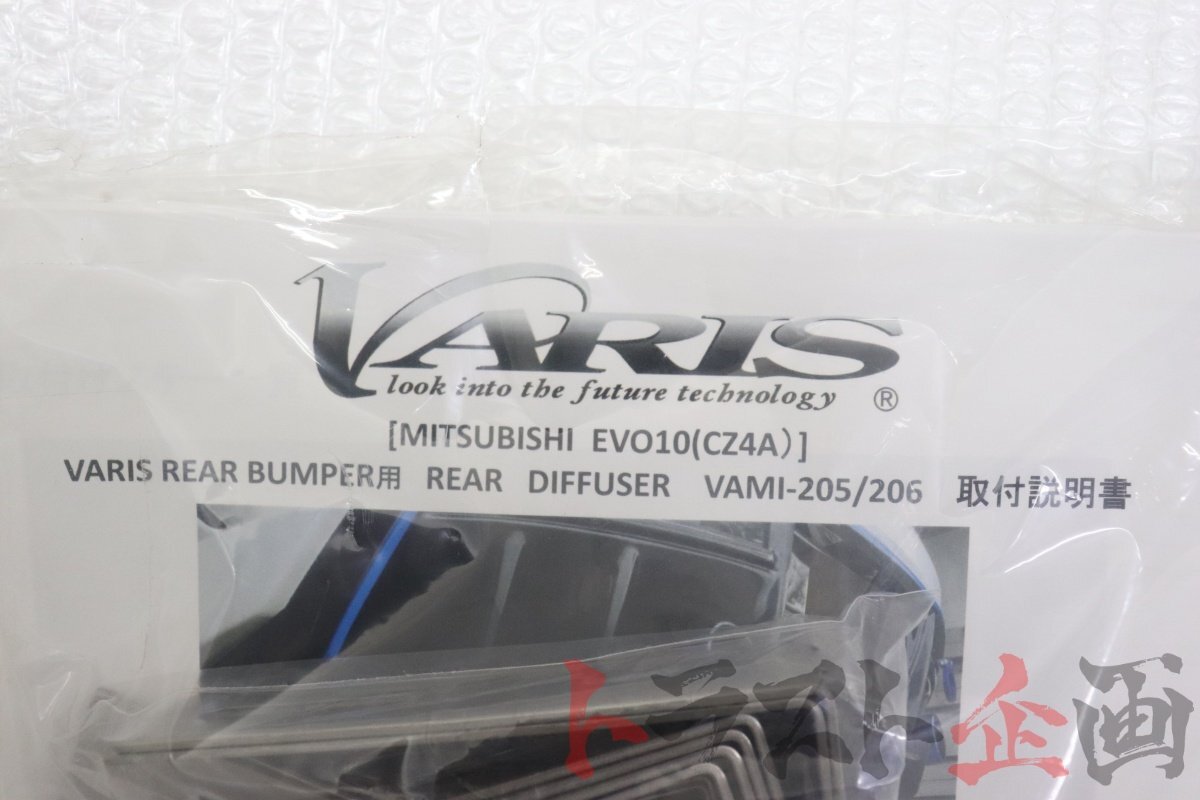 VARIS
look into the future technology ®
[MITSUBISHI EVO10(CZ4A）]
VARIS REAR BUMPER用 REAR DIFFUSER VAMI-205/206 取付説明書
トラスト企画